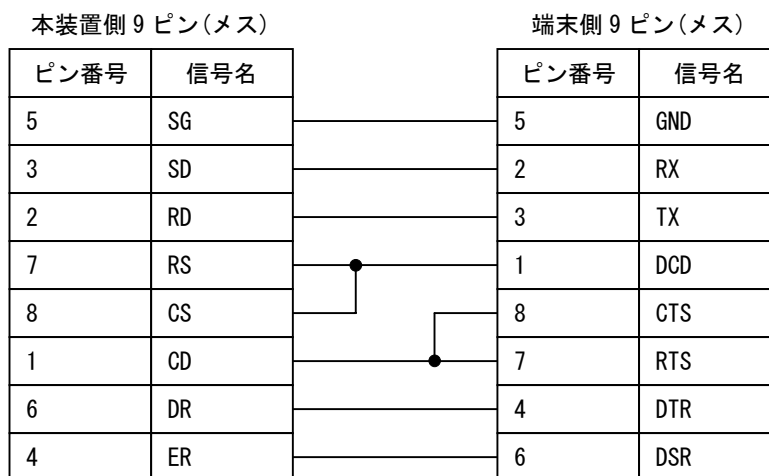 本装置側9ピン(メス) 端末側9ピン(メス)
ピン番号 信号名 ピン番号 信号名
5 SG 5 GND
3 SD 2 RX
2 RD 3 TX
7 RS 1 DCD
8 CS 8 CTS
1 CD 7 RTS
6 DR 4 DTR
4 ER 6 DSR